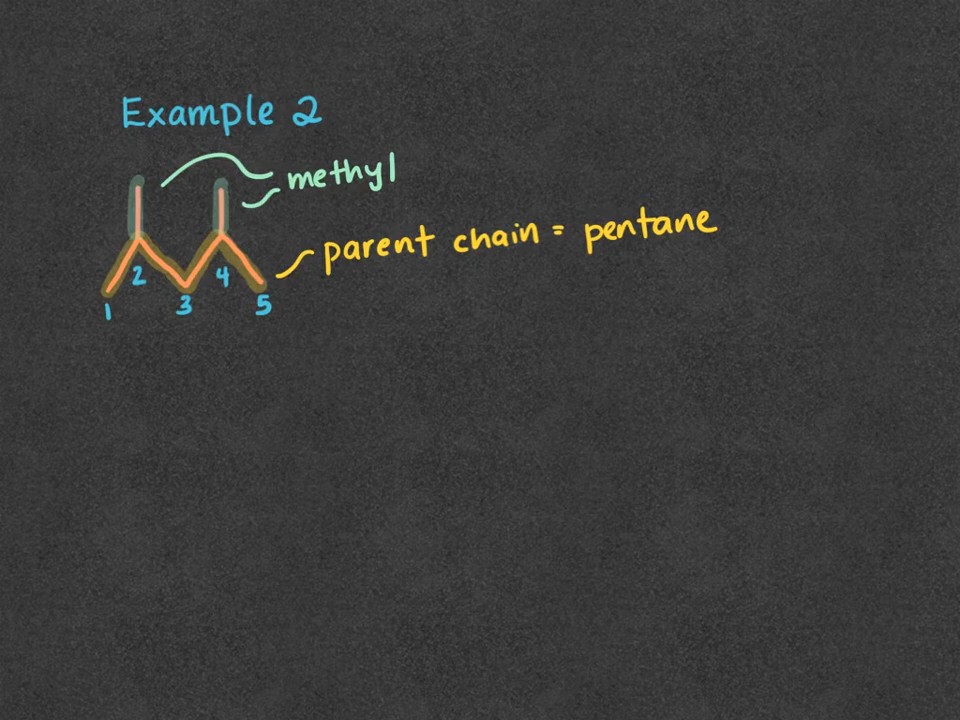 Example 2
methyl
parent chain = pentane
2 4
1 3 5